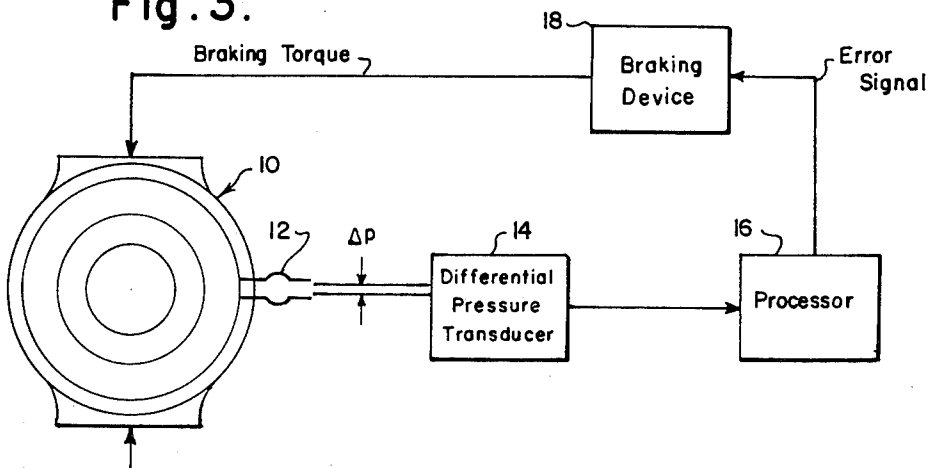 Fig. 3.
18
Braking Torque
Braking
Device
Error
Signal
10
12
Δp
14
16
Differential
Pressure
Transducer
Processor